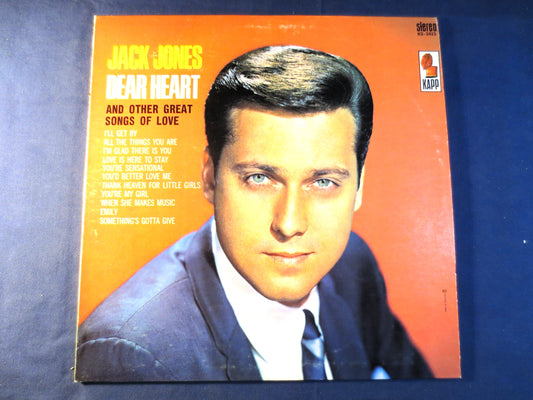 JACK JONES
DEAR HEART
AND OTHER GREAT
SONGS OF LOVE
I'LL GET BY
ALL THE THINGS YOU ARE
I'M GLAD THERE IS YOU
LOVE IS HERE TO STAY
YOU'RE SENSATIONAL
YOU'D BETTER LOVE ME
THANK HEAVEN FOR LITTLE GIRLS
YOU'RE MY GIRL
WHEN SHE MAKES MUSIC
EMILY
SOMETHING'S GOTTA GIVE
stereo
KS-3415
KAPP